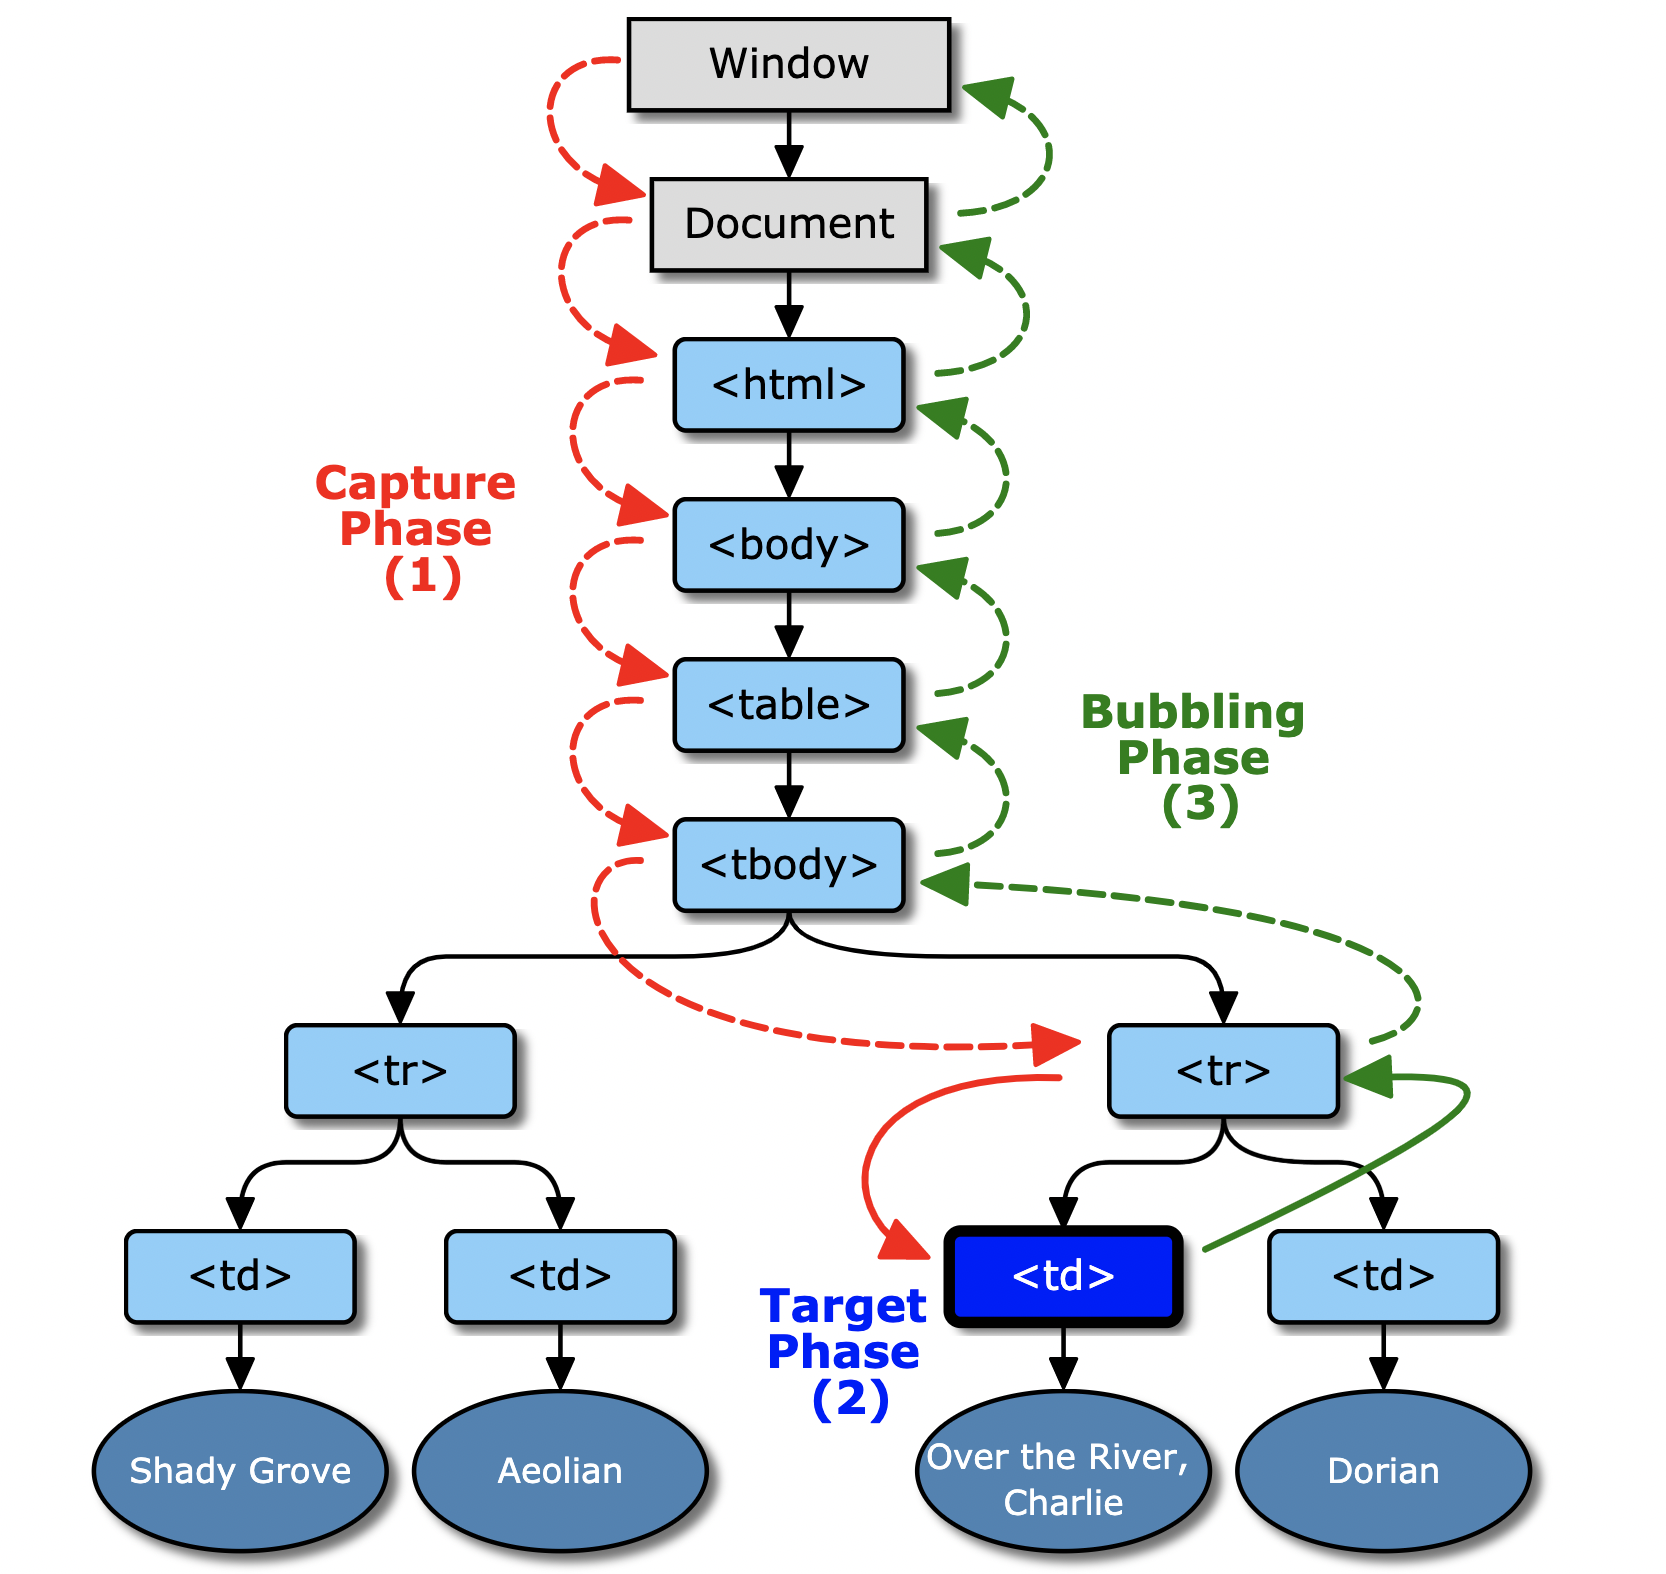 Window
Document
<html>
Capture
Phase
(1)
<body>
<table>
Bubbling
Phase
(3)
<tbody>
<tr>
<tr>
<td>
<td>
<td>
<td>
Target
Phase
(2)
Shady Grove
Aeolian
Over the River,
Charlie
Dorian